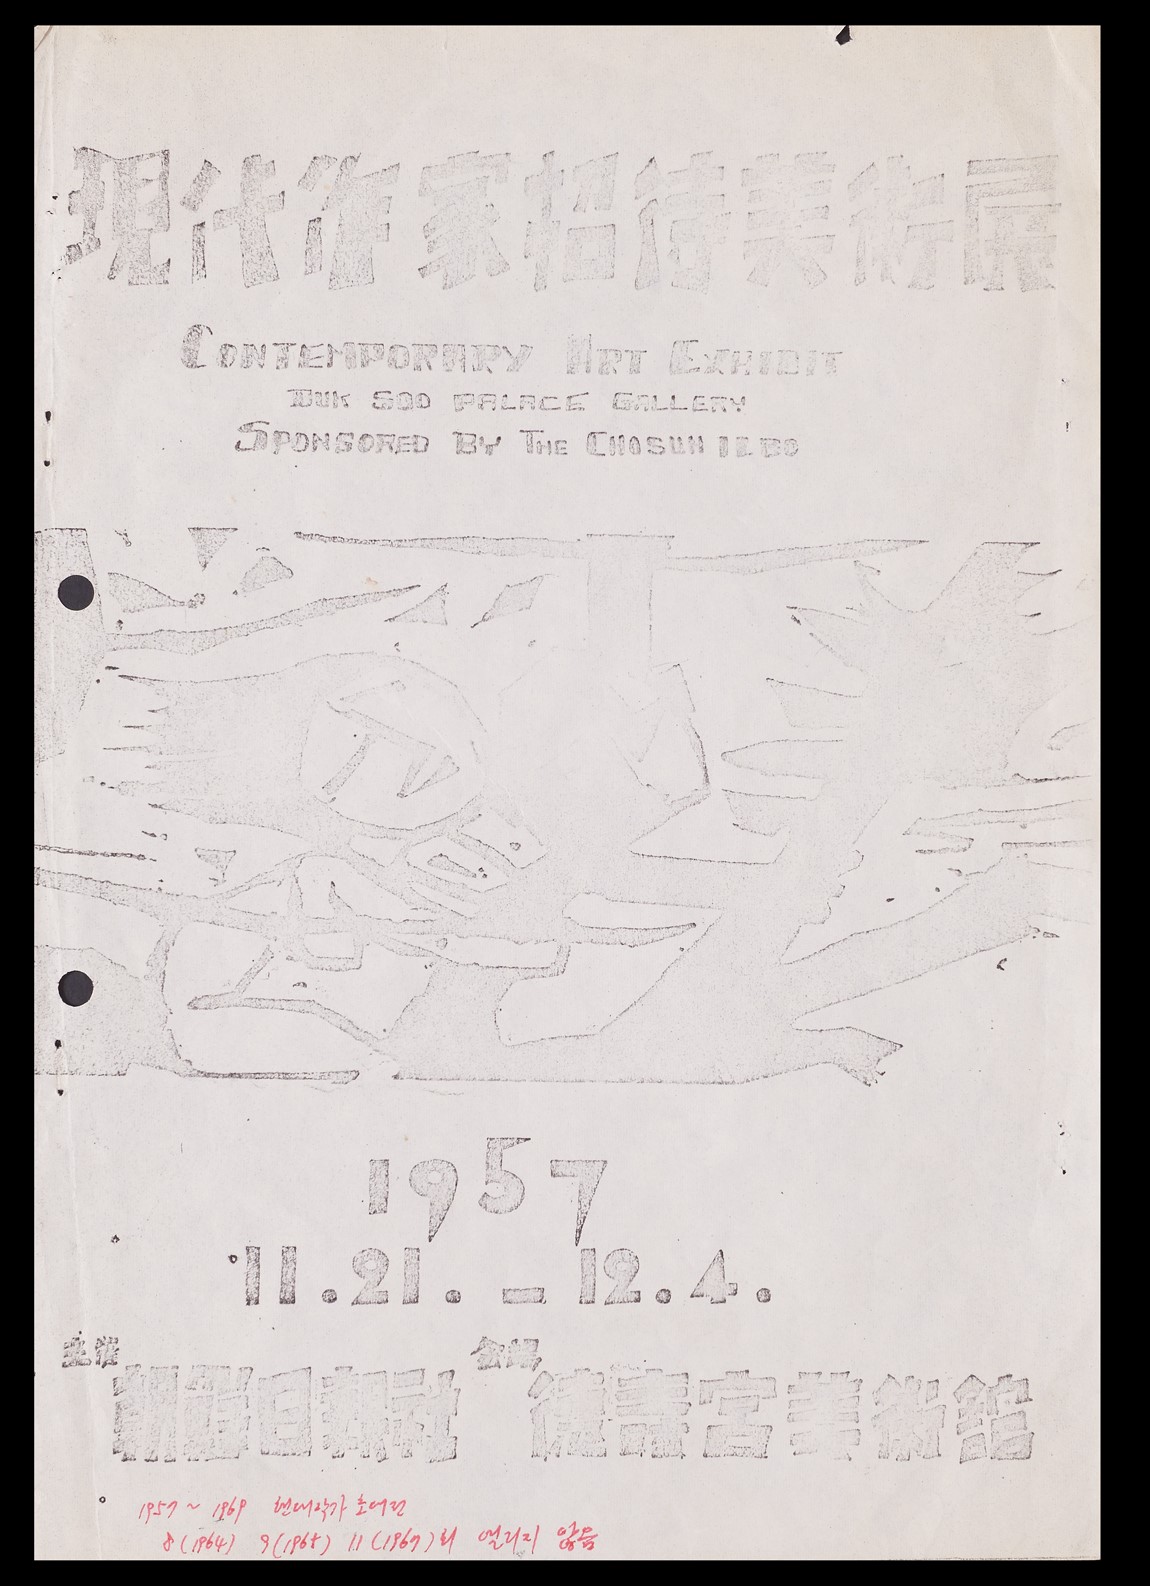 現代作家招待美術展
CONTEMPORARY ART EXHIBIT
DUK SOO PALACE GALLERY
SPONSORED BY THE CHOSUN ILBO
1957
11.21. – 12.4.
主催 会場
朝鮮日報社 德壽宮美術館
1957 ~ 1969 현대작가초대전
8(1964) 9(1965) 11(1967)회 열리지 않음